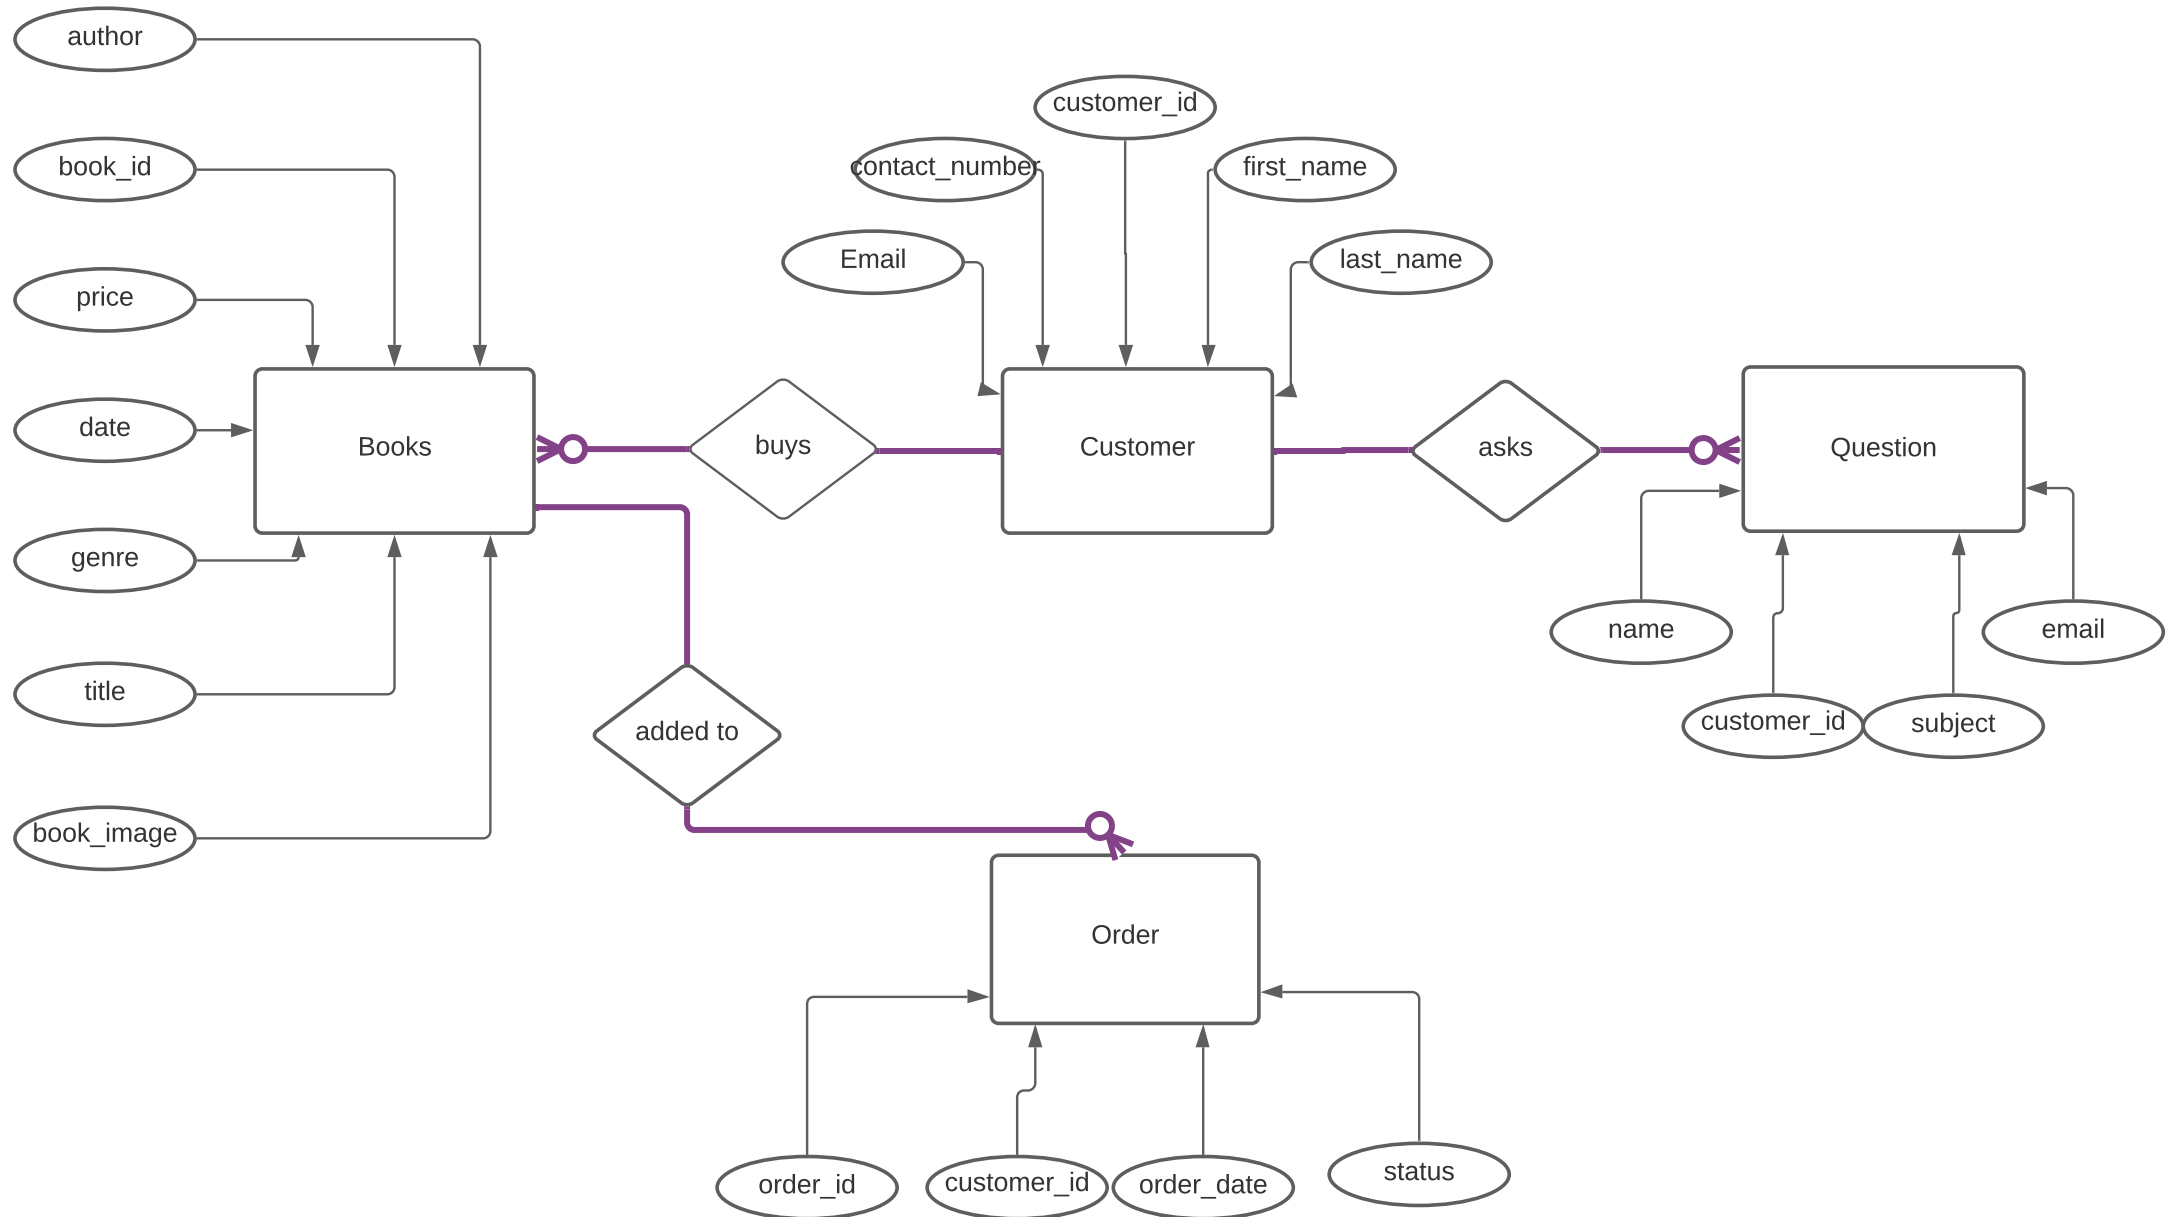 author
customer_id
book_id
contact_number
first_name
Email
last_name
price
date
Books
buys
Customer
asks
Question
genre
name
email
title
customer_id
subject
added to
book_image
Order
status
order_id
customer_id
order_date